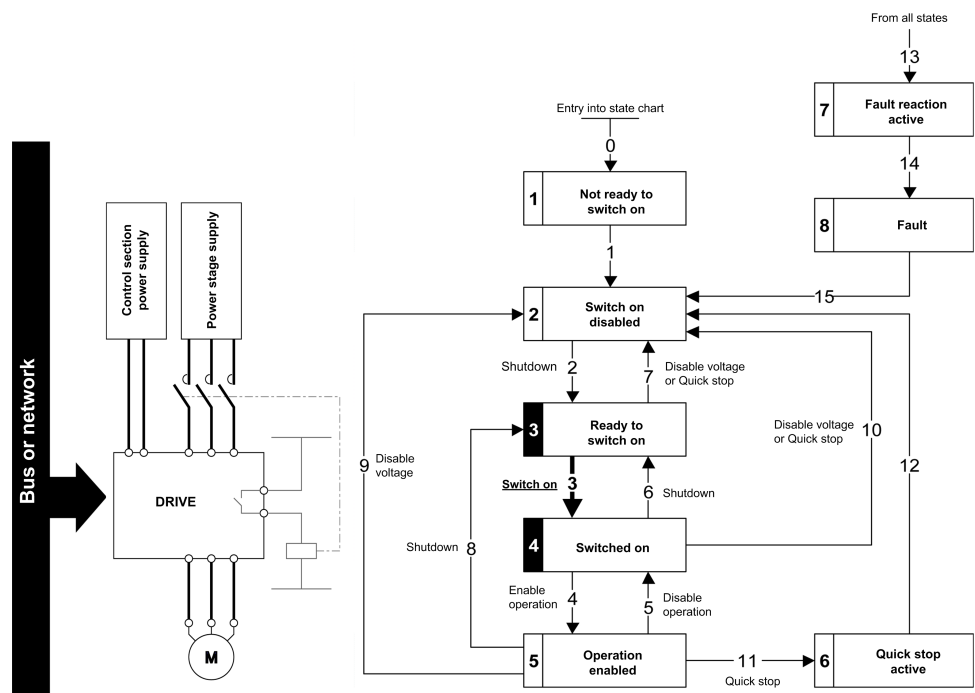 Bus or network
Control section
power supply
Power stage supply
DRIVE
M
From all states
13
7
Fault reaction
active
14
8
Fault
15
Entry into state chart
0
1
Not ready to
switch on
1
2
Switch on
disabled
Shutdown
2
7
Disable voltage
or Quick stop
3
Ready to
switch on
Switch on
3
6
Shutdown
4
Switched on
Enable
operation
4
5
Disable
operation
5
Operation
enabled
9
Disable
voltage
Shutdown
8
Disable voltage
or Quick stop
10
12
11
Quick stop
6
Quick stop
active